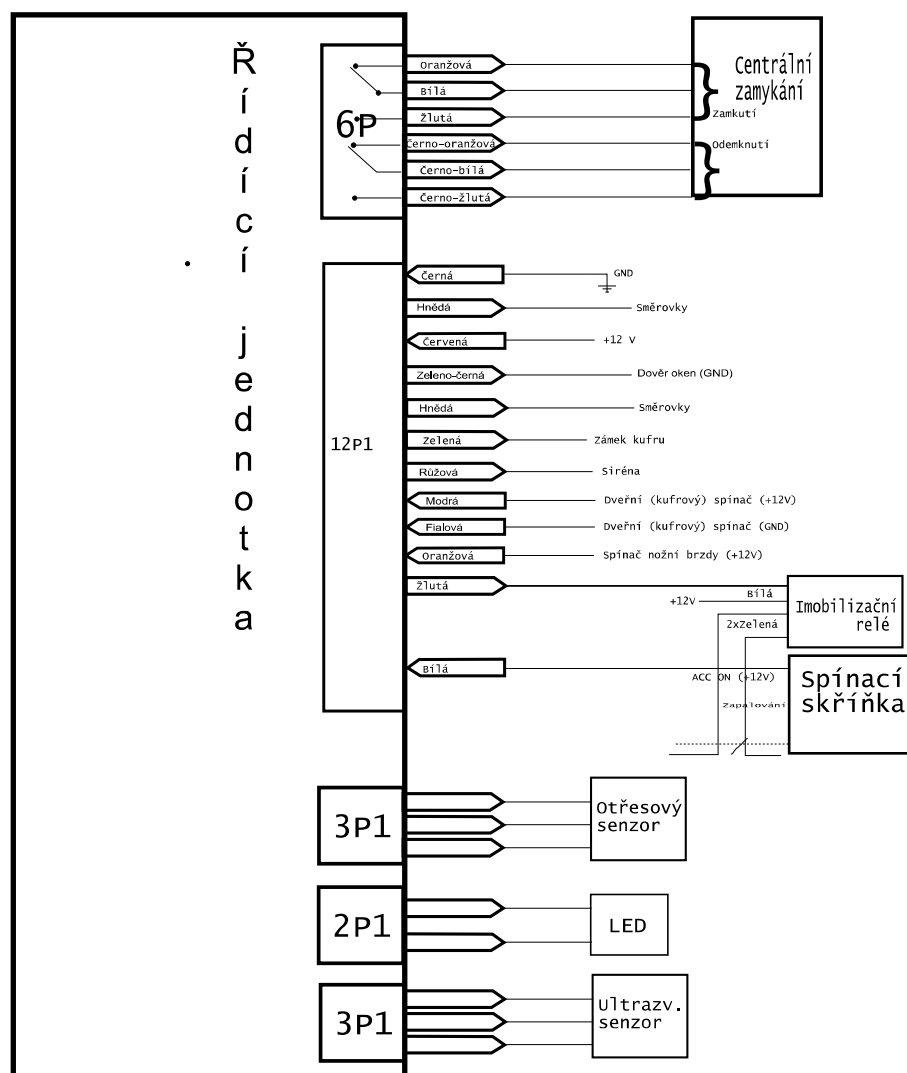 Řídící jednotka
6P
Oranžová
Bílá
Žlutá
Černo-oranžová
Černo-bílá
Černo-žlutá
Centrální
zamykání
Zamkutí
Odemknutí
12P1
Černá
GND
Hnědá
Směrovky
Červená
+12 V
Zeleno-černá
Dověr oken (GND)
Hnědá
Směrovky
Zelená
Zámek kufru
Růžová
Siréna
Modrá
Dveřní (kufrový) spínač (+12V)
Fialová
Dveřní (kufrový) spínač (GND)
Oranžová
Spínač nožní brzdy (+12V)
Žlutá
Bílá
+12V
2xZelená
Imobilizační
relé
Bílá
ACC ON (+12V)
Zapalování
Spínací
skříňka
3P1
Otřesový
senzor
2P1
LED
3P1
Ultrazv.
senzor